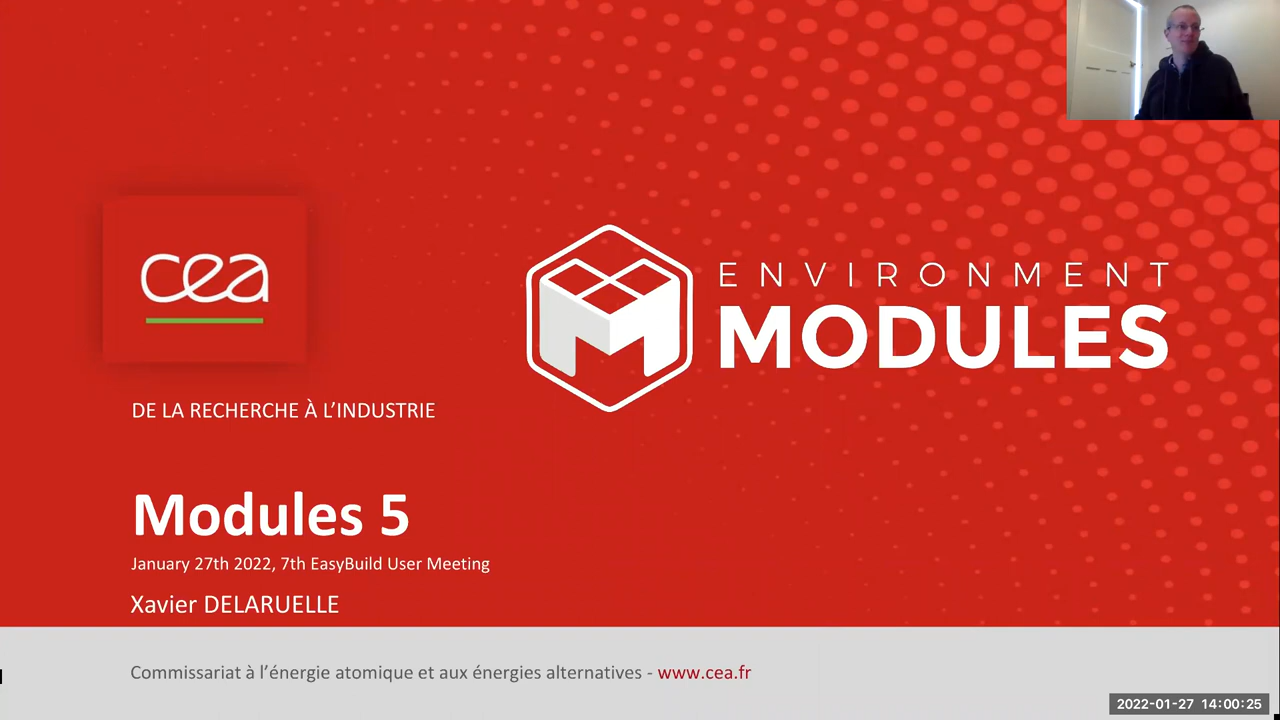 cea
DE LA RECHERCHE À L’INDUSTRIE
ENVIRONMENT
MODULES
Modules 5
January 27th 2022, 7th EasyBuild User Meeting
Xavier DELARUELLE
Commissariat à l’énergie atomique et aux énergies alternatives - www.cea.fr
2022-01-27 14:00:25